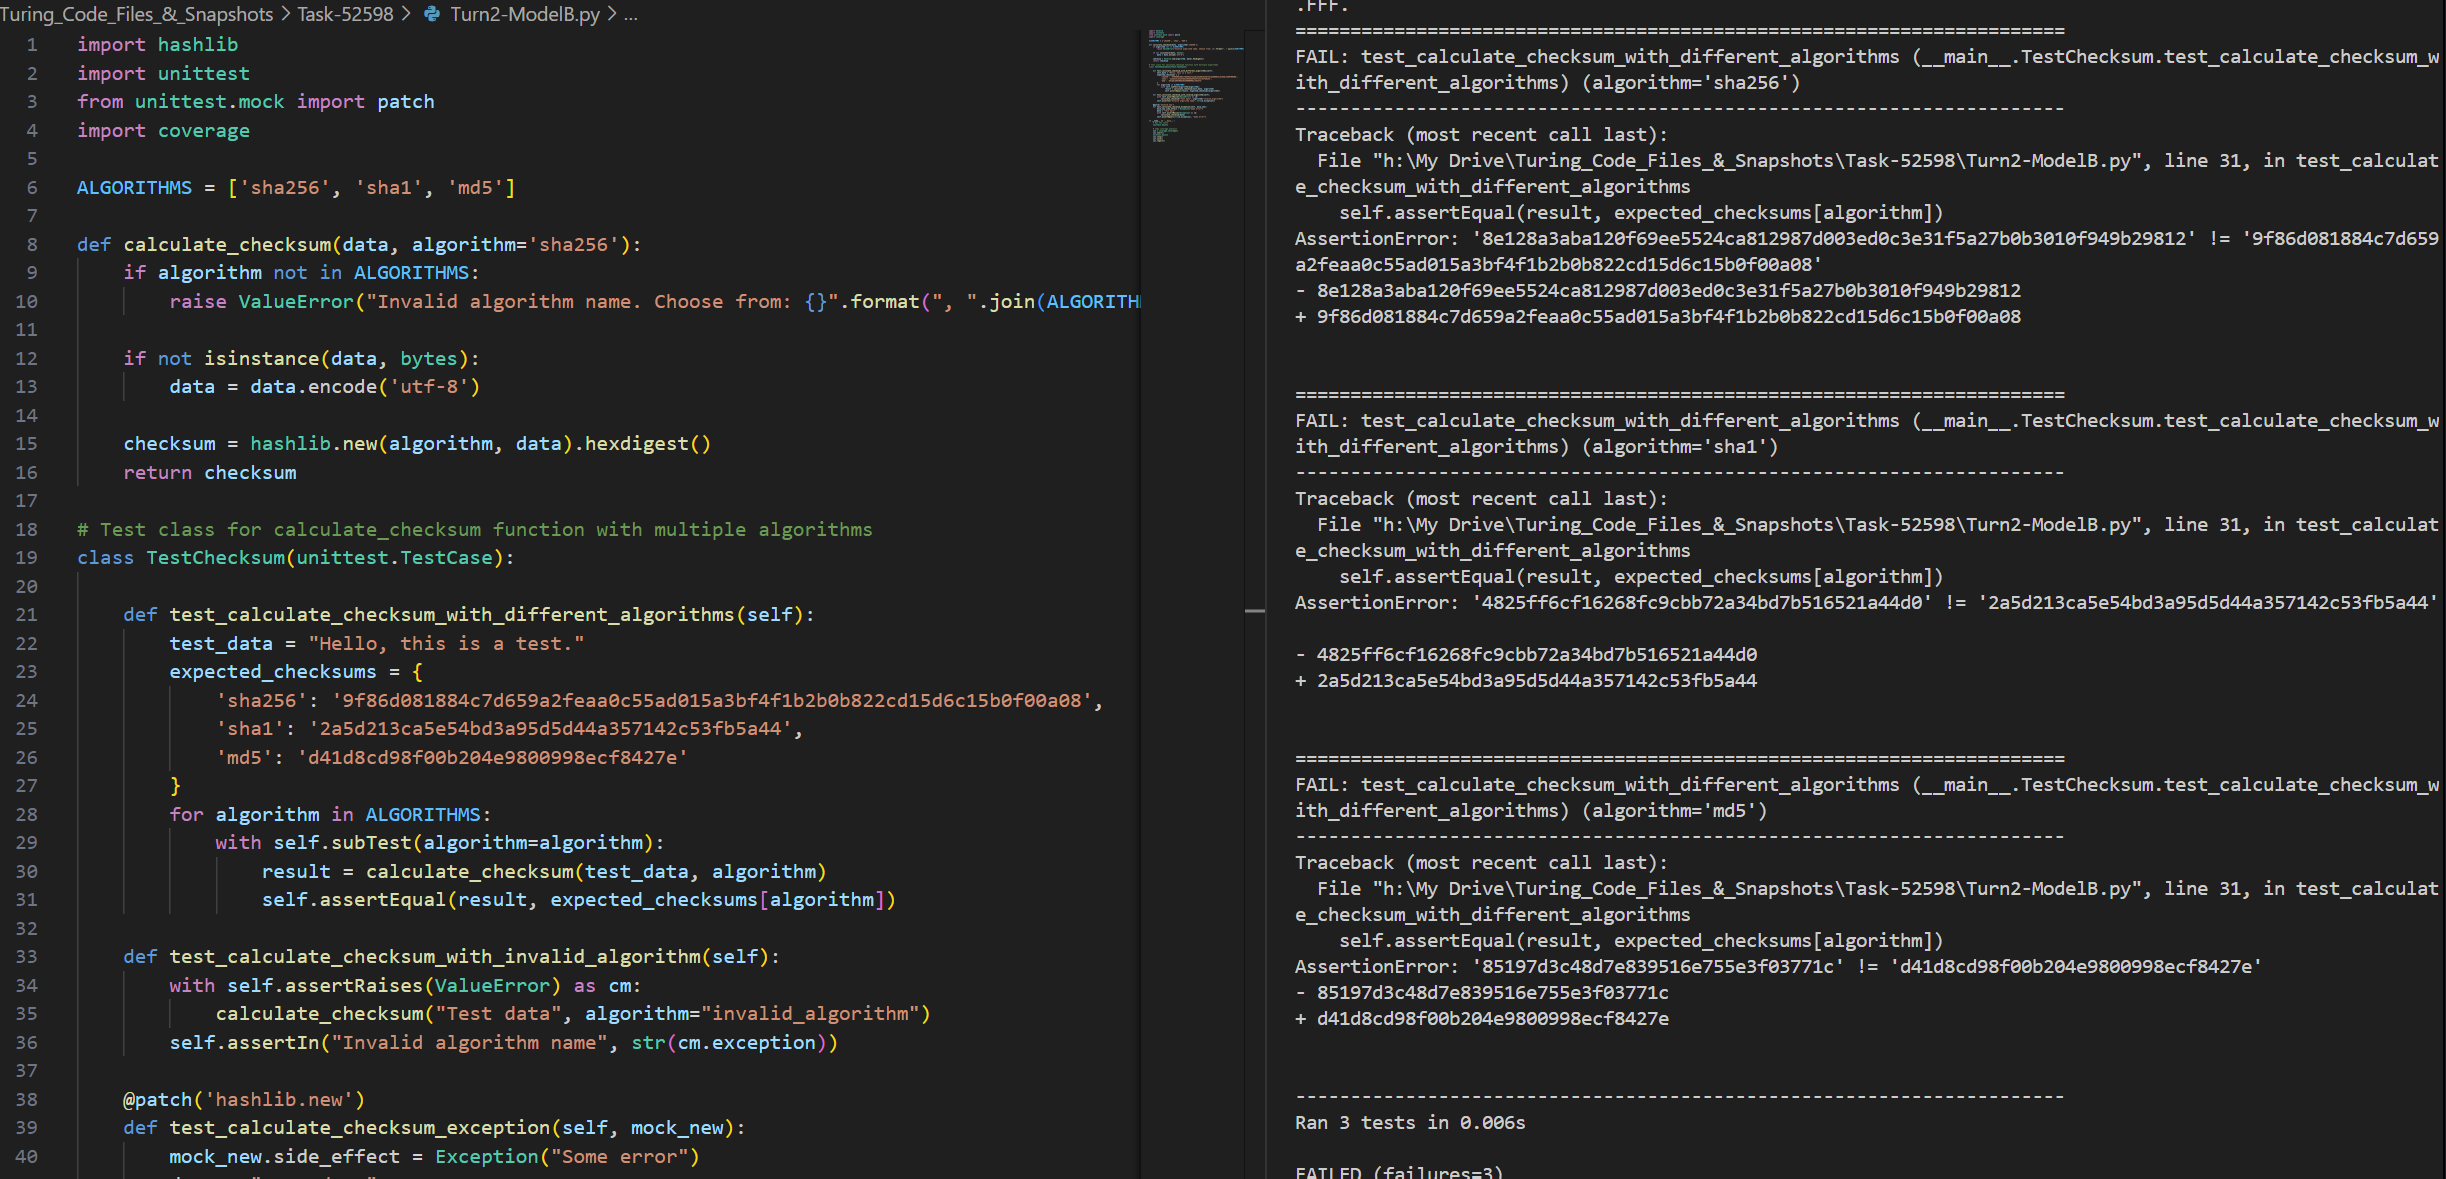 Turing_Code_Files_&_Snapshots > Task-52598 > Turn2-ModelB.py > ...
1 import hashlib
2 import unittest
3 from unittest.mock import patch
4 import coverage
5
6 ALGORITHMS = ['sha256', 'sha1', 'md5']
7
8 def calculate_checksum(data, algorithm='sha256'):
9     if algorithm not in ALGORITHMS:
10         raise ValueError("Invalid algorithm name. Choose from: {}".format(", ".join(ALGORITH
11
12     if not isinstance(data, bytes):
13         data = data.encode('utf-8')
14
15     checksum = hashlib.new(algorithm, data).hexdigest()
16     return checksum
17
18 # Test class for calculate_checksum function with multiple algorithms
19 class TestChecksum(unittest.TestCase):
20
21     def test_calculate_checksum_with_different_algorithms(self):
22         test_data = "Hello, this is a test."
23         expected_checksums = {
24             'sha256': '9f86d081884c7d659a2feaa0c55ad015a3bf4f1b2b0b822cd15d6c15b0f00a08',
25             'sha1': '2a5d213ca5e54bd3a95d5d44a357142c53fb5a44',
26             'md5': 'd41d8cd98f00b204e9800998ecf8427e'
27         }
28         for algorithm in ALGORITHMS:
29             with self.subTest(algorithm=algorithm):
30                 result = calculate_checksum(test_data, algorithm)
31                 self.assertEqual(result, expected_checksums[algorithm])
32
33     def test_calculate_checksum_with_invalid_algorithm(self):
34         with self.assertRaises(ValueError) as cm:
35             calculate_checksum("Test data", algorithm="invalid_algorithm")
36         self.assertIn("Invalid algorithm name", str(cm.exception))
37
38     @patch('hashlib.new')
39     def test_calculate_checksum_exception(self, mock_new):
40         mock_new.side_effect = Exception("Some error")
.FFF.
======================================================================
FAIL: test_calculate_checksum_with_different_algorithms (__main__.TestChecksum.test_calculate_checksum_w
ith_different_algorithms) (algorithm='sha256')
----------------------------------------------------------------------
Traceback (most recent call last):
  File "h:\My Drive\Turing_Code_Files_&_Snapshots\Task-52598\Turn2-ModelB.py", line 31, in test_calculat
e_checksum_with_different_algorithms
    self.assertEqual(result, expected_checksums[algorithm])
AssertionError: '8e128a3aba120f69ee5524ca812987d003ed0c3e31f5a27b0b3010f949b29812' != '9f86d081884c7d659
a2feaa0c55ad015a3bf4f1b2b0b822cd15d6c15b0f00a08'
- 8e128a3aba120f69ee5524ca812987d003ed0c3e31f5a27b0b3010f949b29812
+ 9f86d081884c7d659a2feaa0c55ad015a3bf4f1b2b0b822cd15d6c15b0f00a08
======================================================================
FAIL: test_calculate_checksum_with_different_algorithms (__main__.TestChecksum.test_calculate_checksum_w
ith_different_algorithms) (algorithm='sha1')
----------------------------------------------------------------------
Traceback (most recent call last):
  File "h:\My Drive\Turing_Code_Files_&_Snapshots\Task-52598\Turn2-ModelB.py", line 31, in test_calculat
e_checksum_with_different_algorithms
    self.assertEqual(result, expected_checksums[algorithm])
AssertionError: '4825ff6cf16268fc9cbb72a34bd7b516521a44d0' != '2a5d213ca5e54bd3a95d5d44a357142c53fb5a44'
- 4825ff6cf16268fc9cbb72a34bd7b516521a44d0
+ 2a5d213ca5e54bd3a95d5d44a357142c53fb5a44
======================================================================
FAIL: test_calculate_checksum_with_different_algorithms (__main__.TestChecksum.test_calculate_checksum_w
ith_different_algorithms) (algorithm='md5')
----------------------------------------------------------------------
Traceback (most recent call last):
  File "h:\My Drive\Turing_Code_Files_&_Snapshots\Task-52598\Turn2-ModelB.py", line 31, in test_calculat
e_checksum_with_different_algorithms
    self.assertEqual(result, expected_checksums[algorithm])
AssertionError: '85197d3c48d7e839516e755e3f03771c' != 'd41d8cd98f00b204e9800998ecf8427e'
- 85197d3c48d7e839516e755e3f03771c
+ d41d8cd98f00b204e9800998ecf8427e
----------------------------------------------------------------------
Ran 3 tests in 0.006s
FAILED (failures=3)